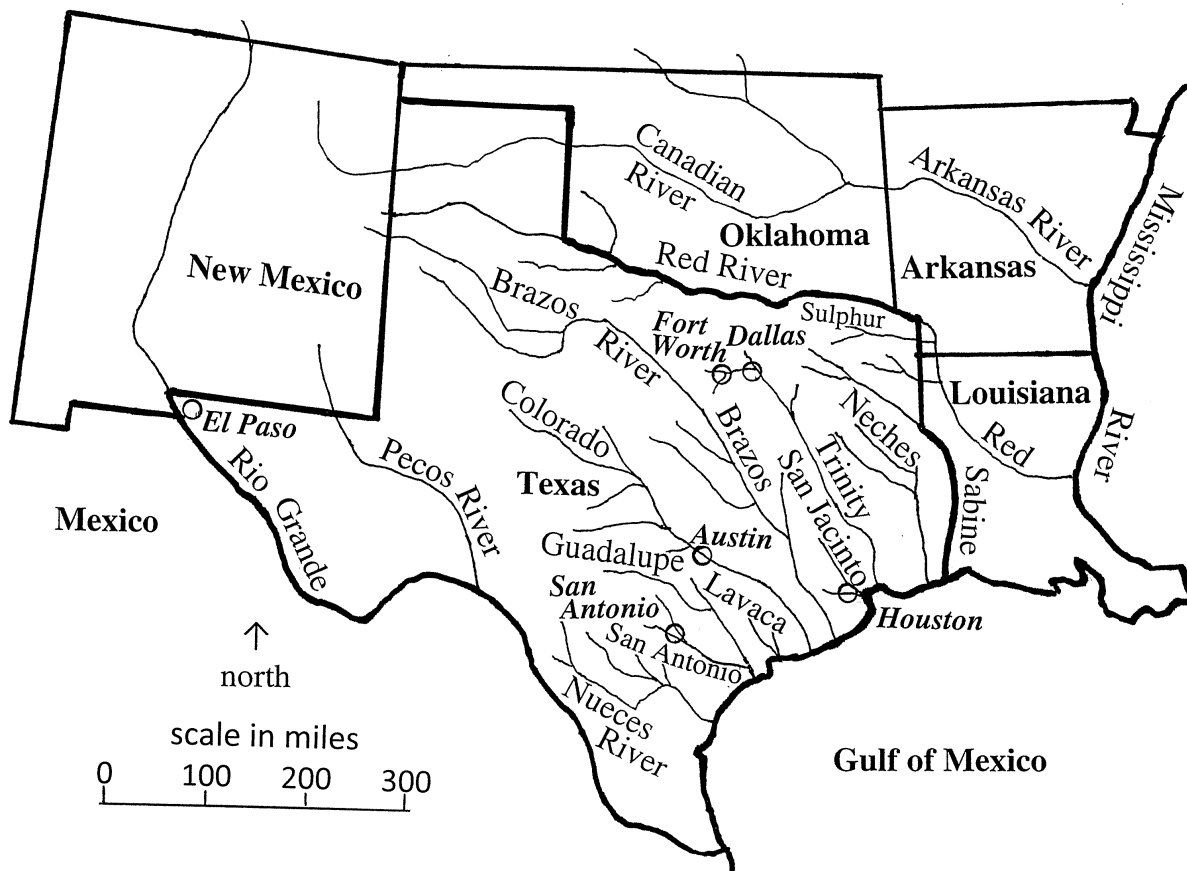 Canadian
River
Arkansas River
Mississippi
River
Oklahoma
Arkansas
New Mexico
Red River
Brazos
River
Brazos
Sulphur
Fort
Worth
Dallas
Louisiana
El Paso
Colorado
Neches
Red
Rio Grande
Pecos River
San Jacinto
Trinity
Texas
Sabine
Mexico
Austin
Guadalupe
Lavaca
San
Antonio
San Antonio
Houston
north
Nueces
River
scale in miles
0 100 200 300
Gulf of Mexico